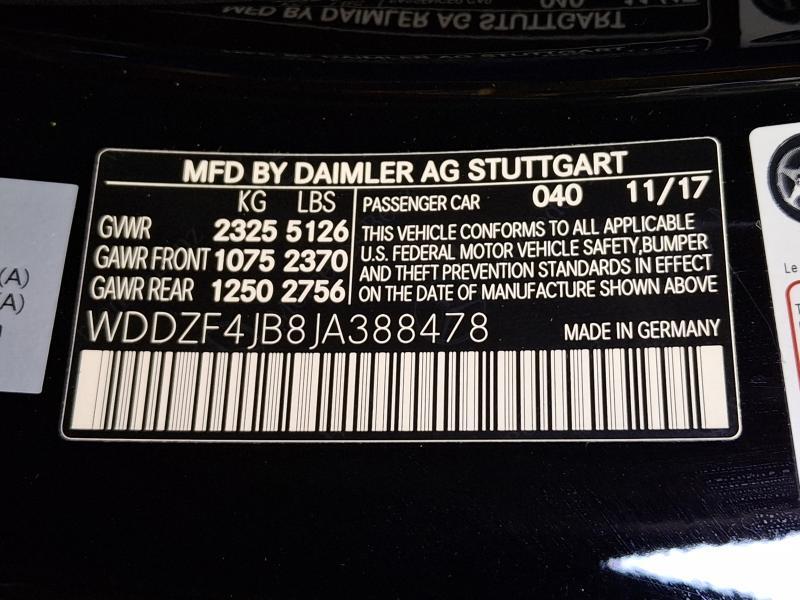 MFD BY DAIMLER AG STUTTGART
KG LBS
GVWR 2325 5126
GAWR FRONT 1075 2370
GAWR REAR 1250 2756
PASSENGER CAR 040 11/17
THIS VEHICLE CONFORMS TO ALL APPLICABLE
U.S. FEDERAL MOTOR VEHICLE SAFETY,BUMPER
AND THEFT PREVENTION STANDARDS IN EFFECT
ON THE DATE OF MANUFACTURE SHOWN ABOVE
WDDZF4JB8JA388478 MADE IN GERMANY
(A)
(A)
Le